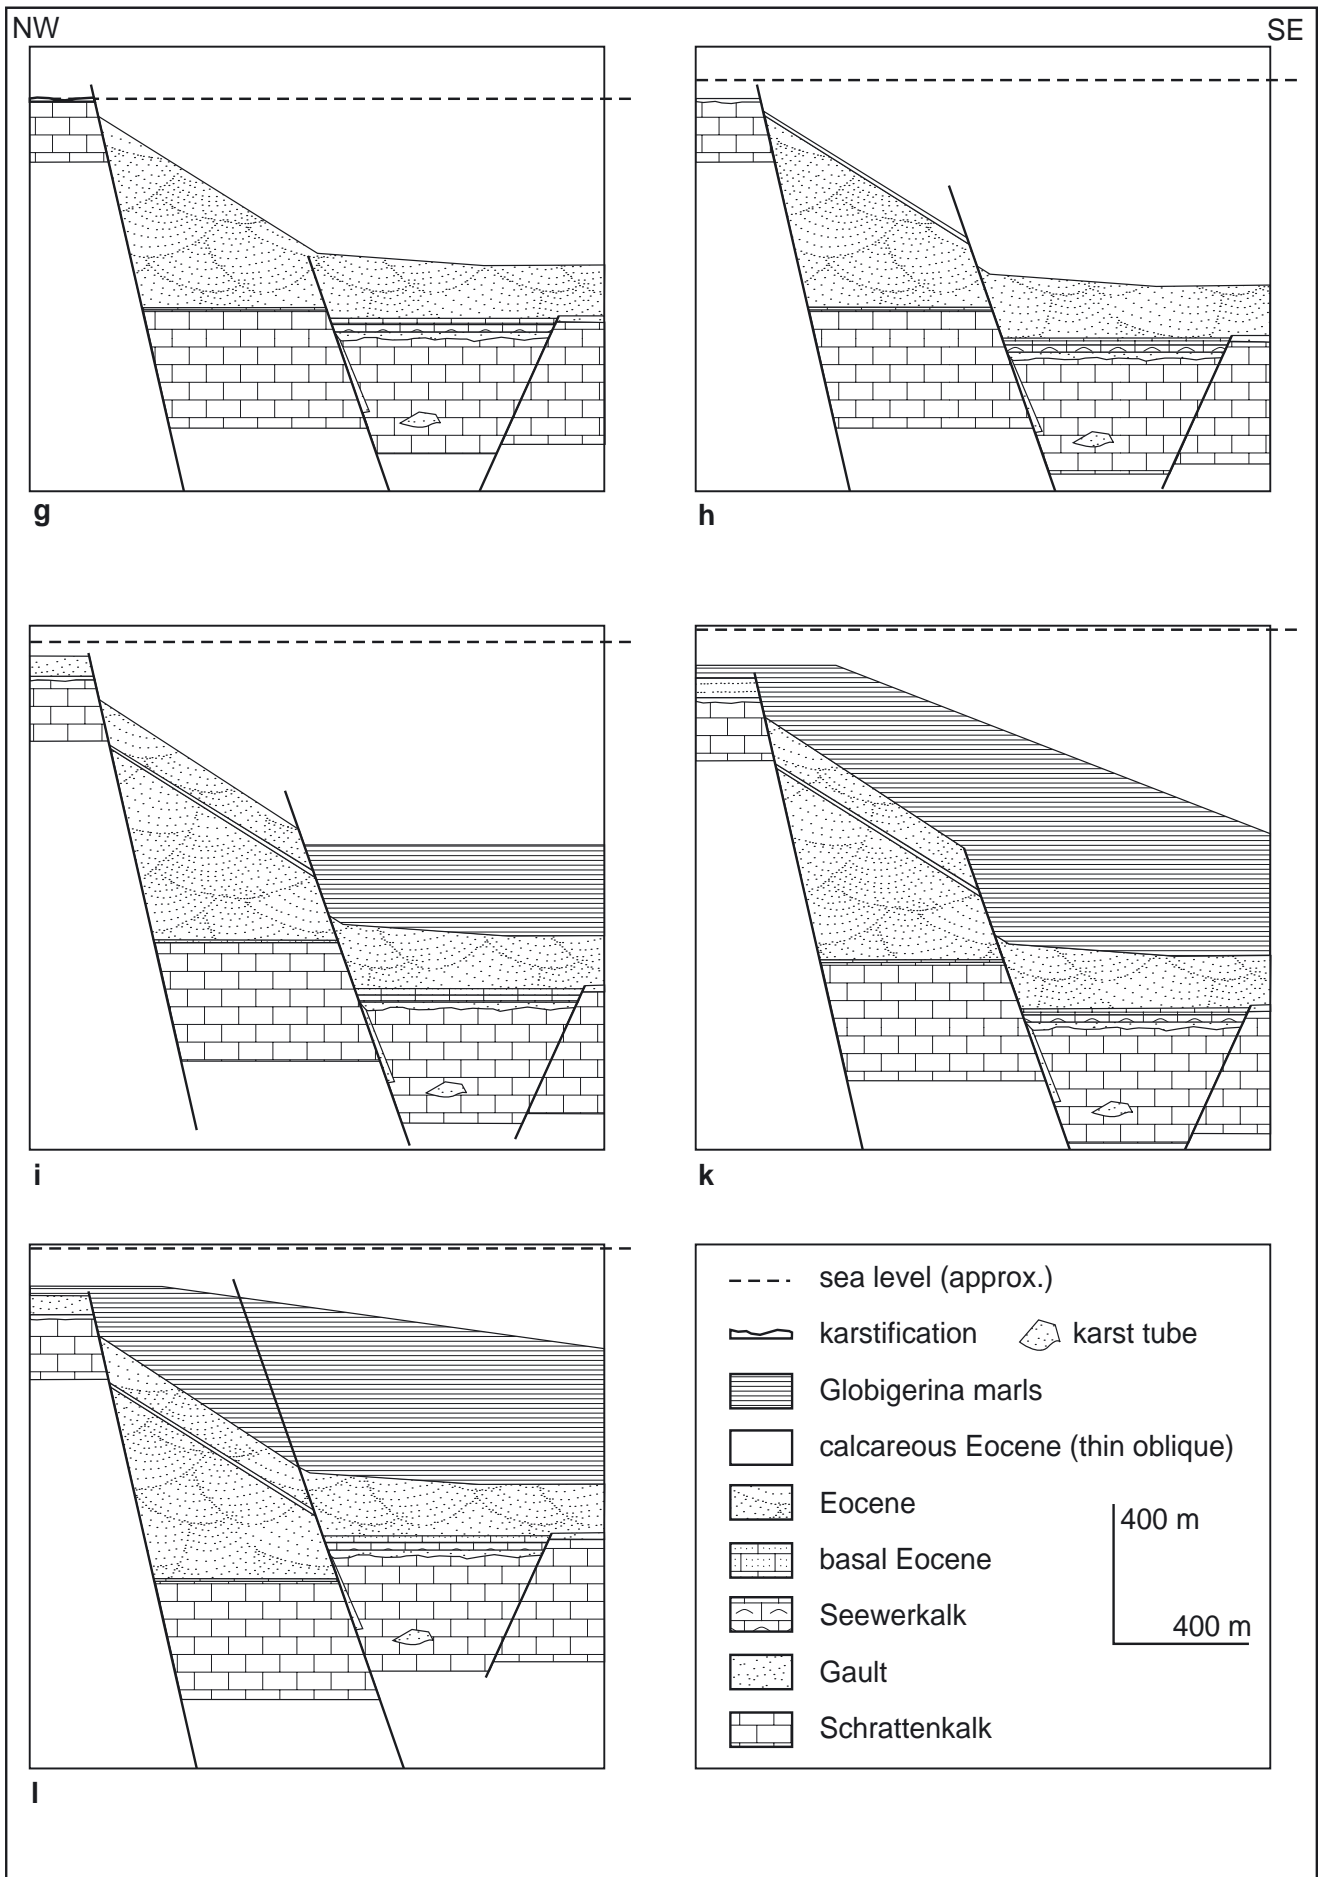 NW
SE
g
h
i
k
sea level (approx.)
karstification karst tube
Globigerina marls
calcareous Eocene (thin oblique)
Eocene
400 m
basal Eocene
Seewerkalk
400 m
Gault
Schrattenkalk
l